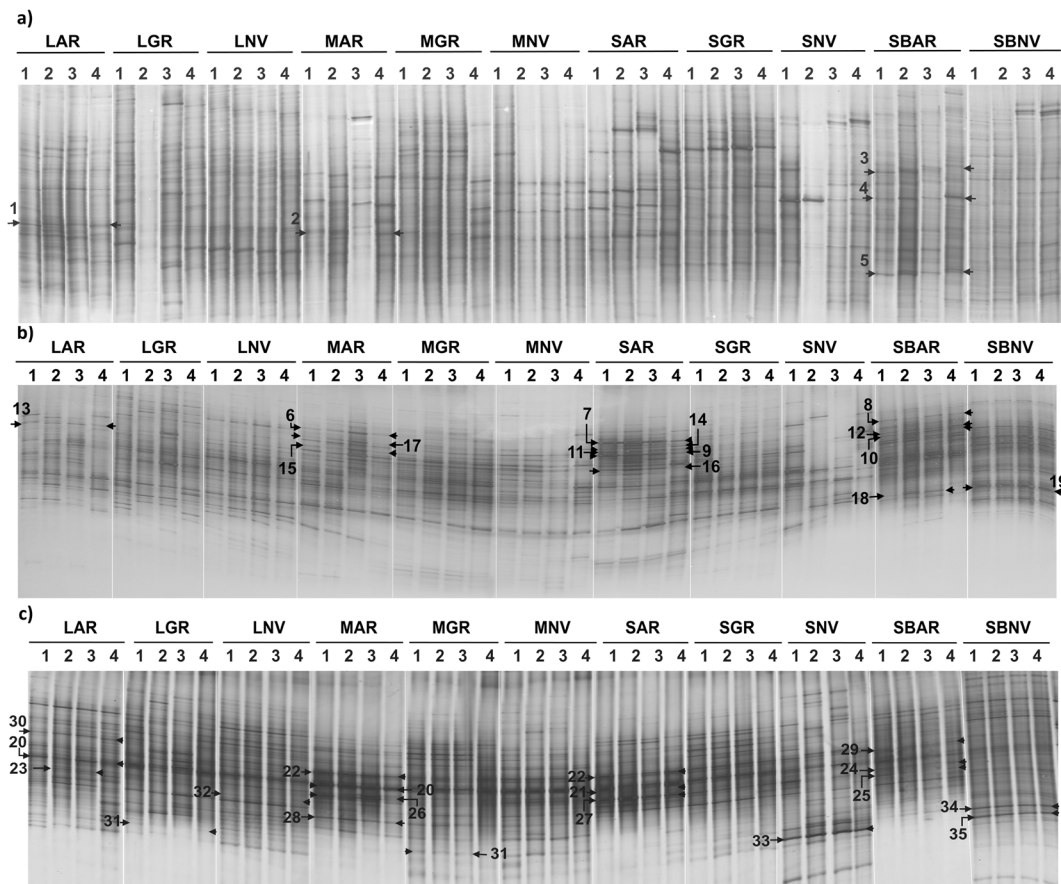 a)
LAR LGR LNV MAR MGR MNV SAR SGR SNV SBAR SBNV
1 2 3 4 1 2 3 4 1 2 3 4 1 2 3 4 1 2 3 4 1 2 3 4 1 2 3 4 1 2 3 4 1 2 3 4 1 2 3 4 1 2 3 4
3
4
1
2
5
b)
LAR LGR LNV MAR MGR MNV SAR SGR SNV SBAR SBNV
1 2 3 4 1 2 3 4 1 2 3 4 1 2 3 4 1 2 3 4 1 2 3 4 1 2 3 4 1 2 3 4 1 2 3 4 1 2 3 4 1 2 3 4
13 6 7 14 8
17 11 9 12
15 16 10
18 19
c)
LAR LGR LNV MAR MGR MNV SAR SGR SNV SBAR SBNV
1 2 3 4 1 2 3 4 1 2 3 4 1 2 3 4 1 2 3 4 1 2 3 4 1 2 3 4 1 2 3 4 1 2 3 4 1 2 3 4 1 2 3 4
30
20 29
23 22 22 24
32 20 21 25
31 28 26 27 34
31 33 35